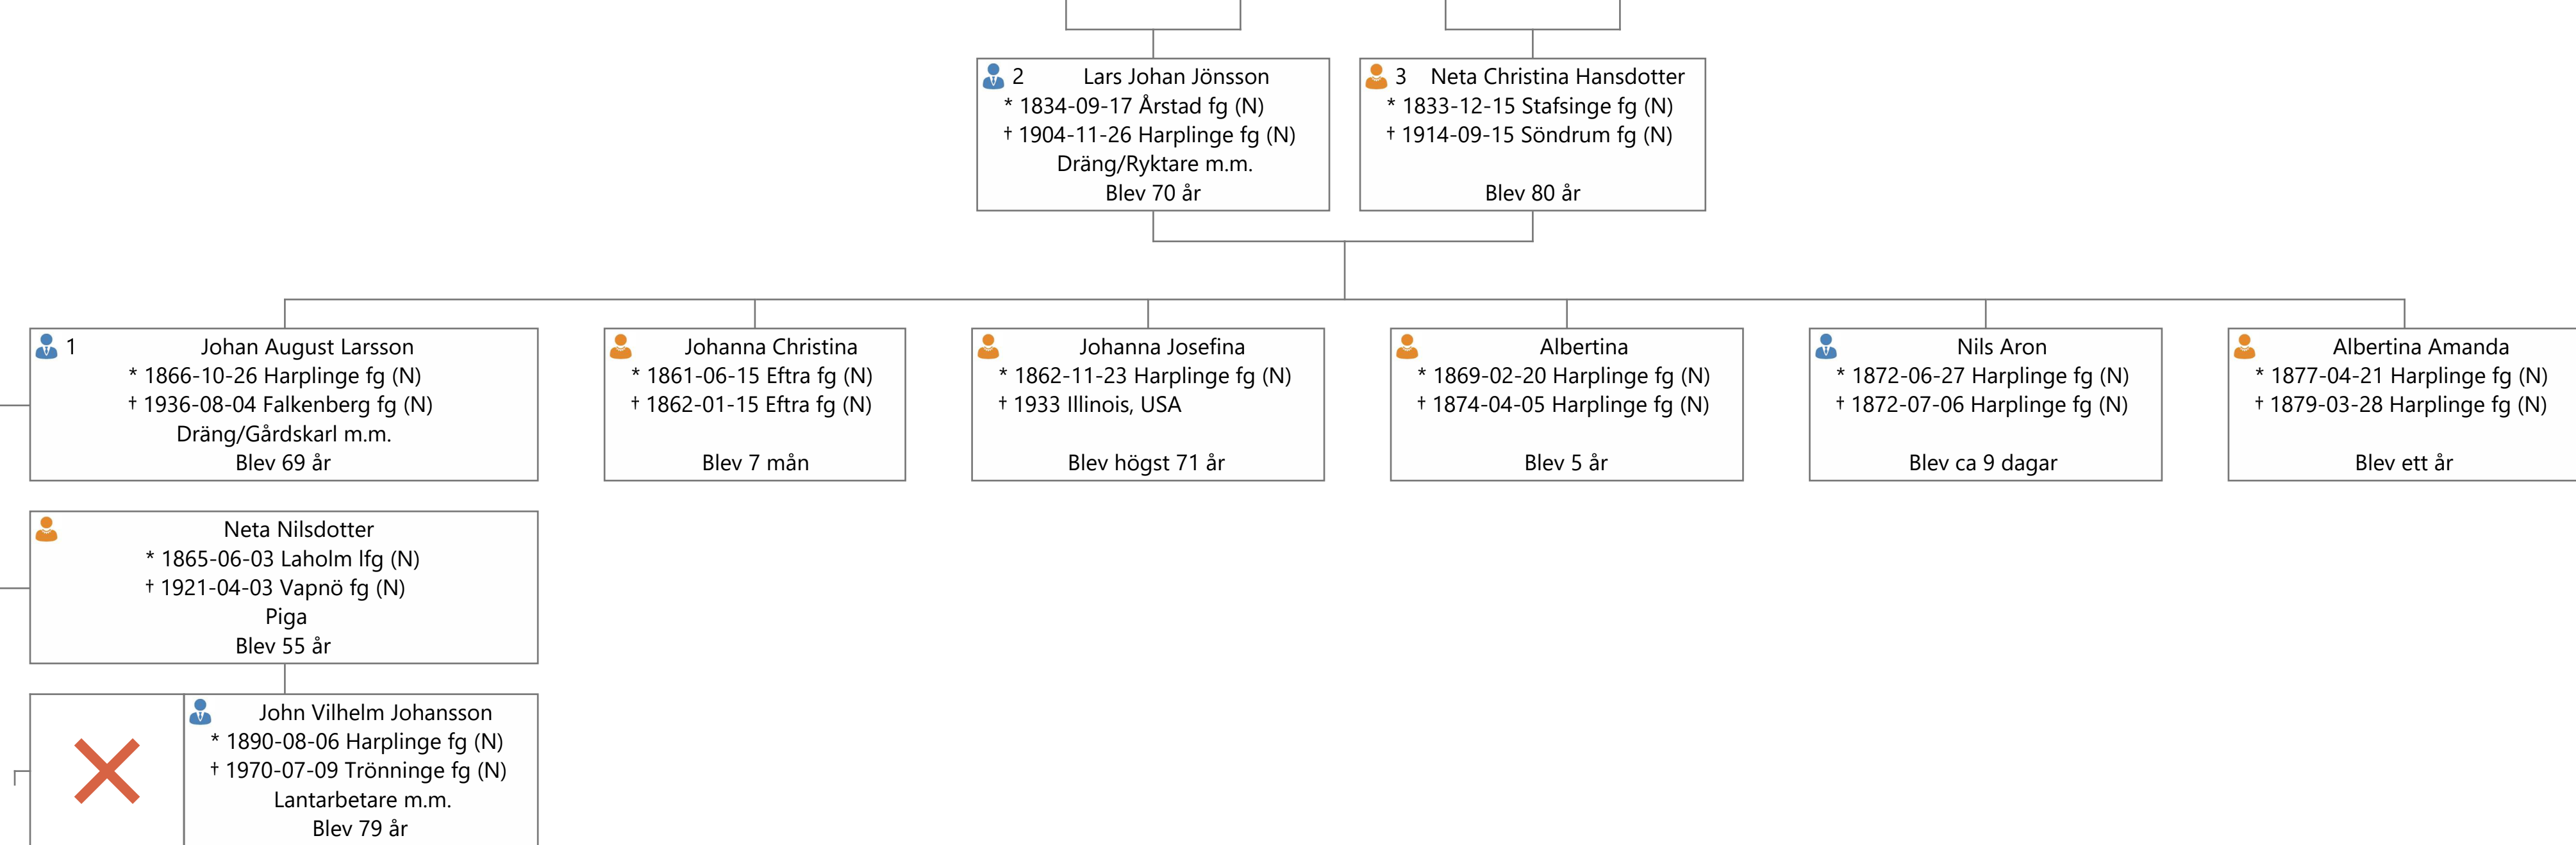 2 Lars Johan Jönsson
* 1834-09-17 Årstad fg (N)
† 1904-11-26 Harplinge fg (N)
Dräng/Ryktare m.m.
Blev 70 år
3 Neta Christina Hansdotter
* 1833-12-15 Stafsinge fg (N)
† 1914-09-15 Söndrum fg (N)
Blev 80 år
1 Johan August Larsson
* 1866-10-26 Harplinge fg (N)
† 1936-08-04 Falkenberg fg (N)
Dräng/Gårdskarl m.m.
Blev 69 år
Johanna Christina
* 1861-06-15 Eftra fg (N)
† 1862-01-15 Eftra fg (N)
Blev 7 mån
Johanna Josefina
* 1862-11-23 Harplinge fg (N)
† 1933 Illinois, USA
Blev högst 71 år
Albertina
* 1869-02-20 Harplinge fg (N)
† 1874-04-05 Harplinge fg (N)
Blev 5 år
Nils Aron
* 1872-06-27 Harplinge fg (N)
† 1872-07-06 Harplinge fg (N)
Blev ca 9 dagar
Albertina Amanda
* 1877-04-21 Harplinge fg (N)
† 1879-03-28 Harplinge fg (N)
Blev ett år
Neta Nilsdotter
* 1865-06-03 Laholm lfg (N)
† 1921-04-03 Vapnö fg (N)
Piga
Blev 55 år
John Vilhelm Johansson
* 1890-08-06 Harplinge fg (N)
† 1970-07-09 Trönninge fg (N)
Lantarbetare m.m.
Blev 79 år